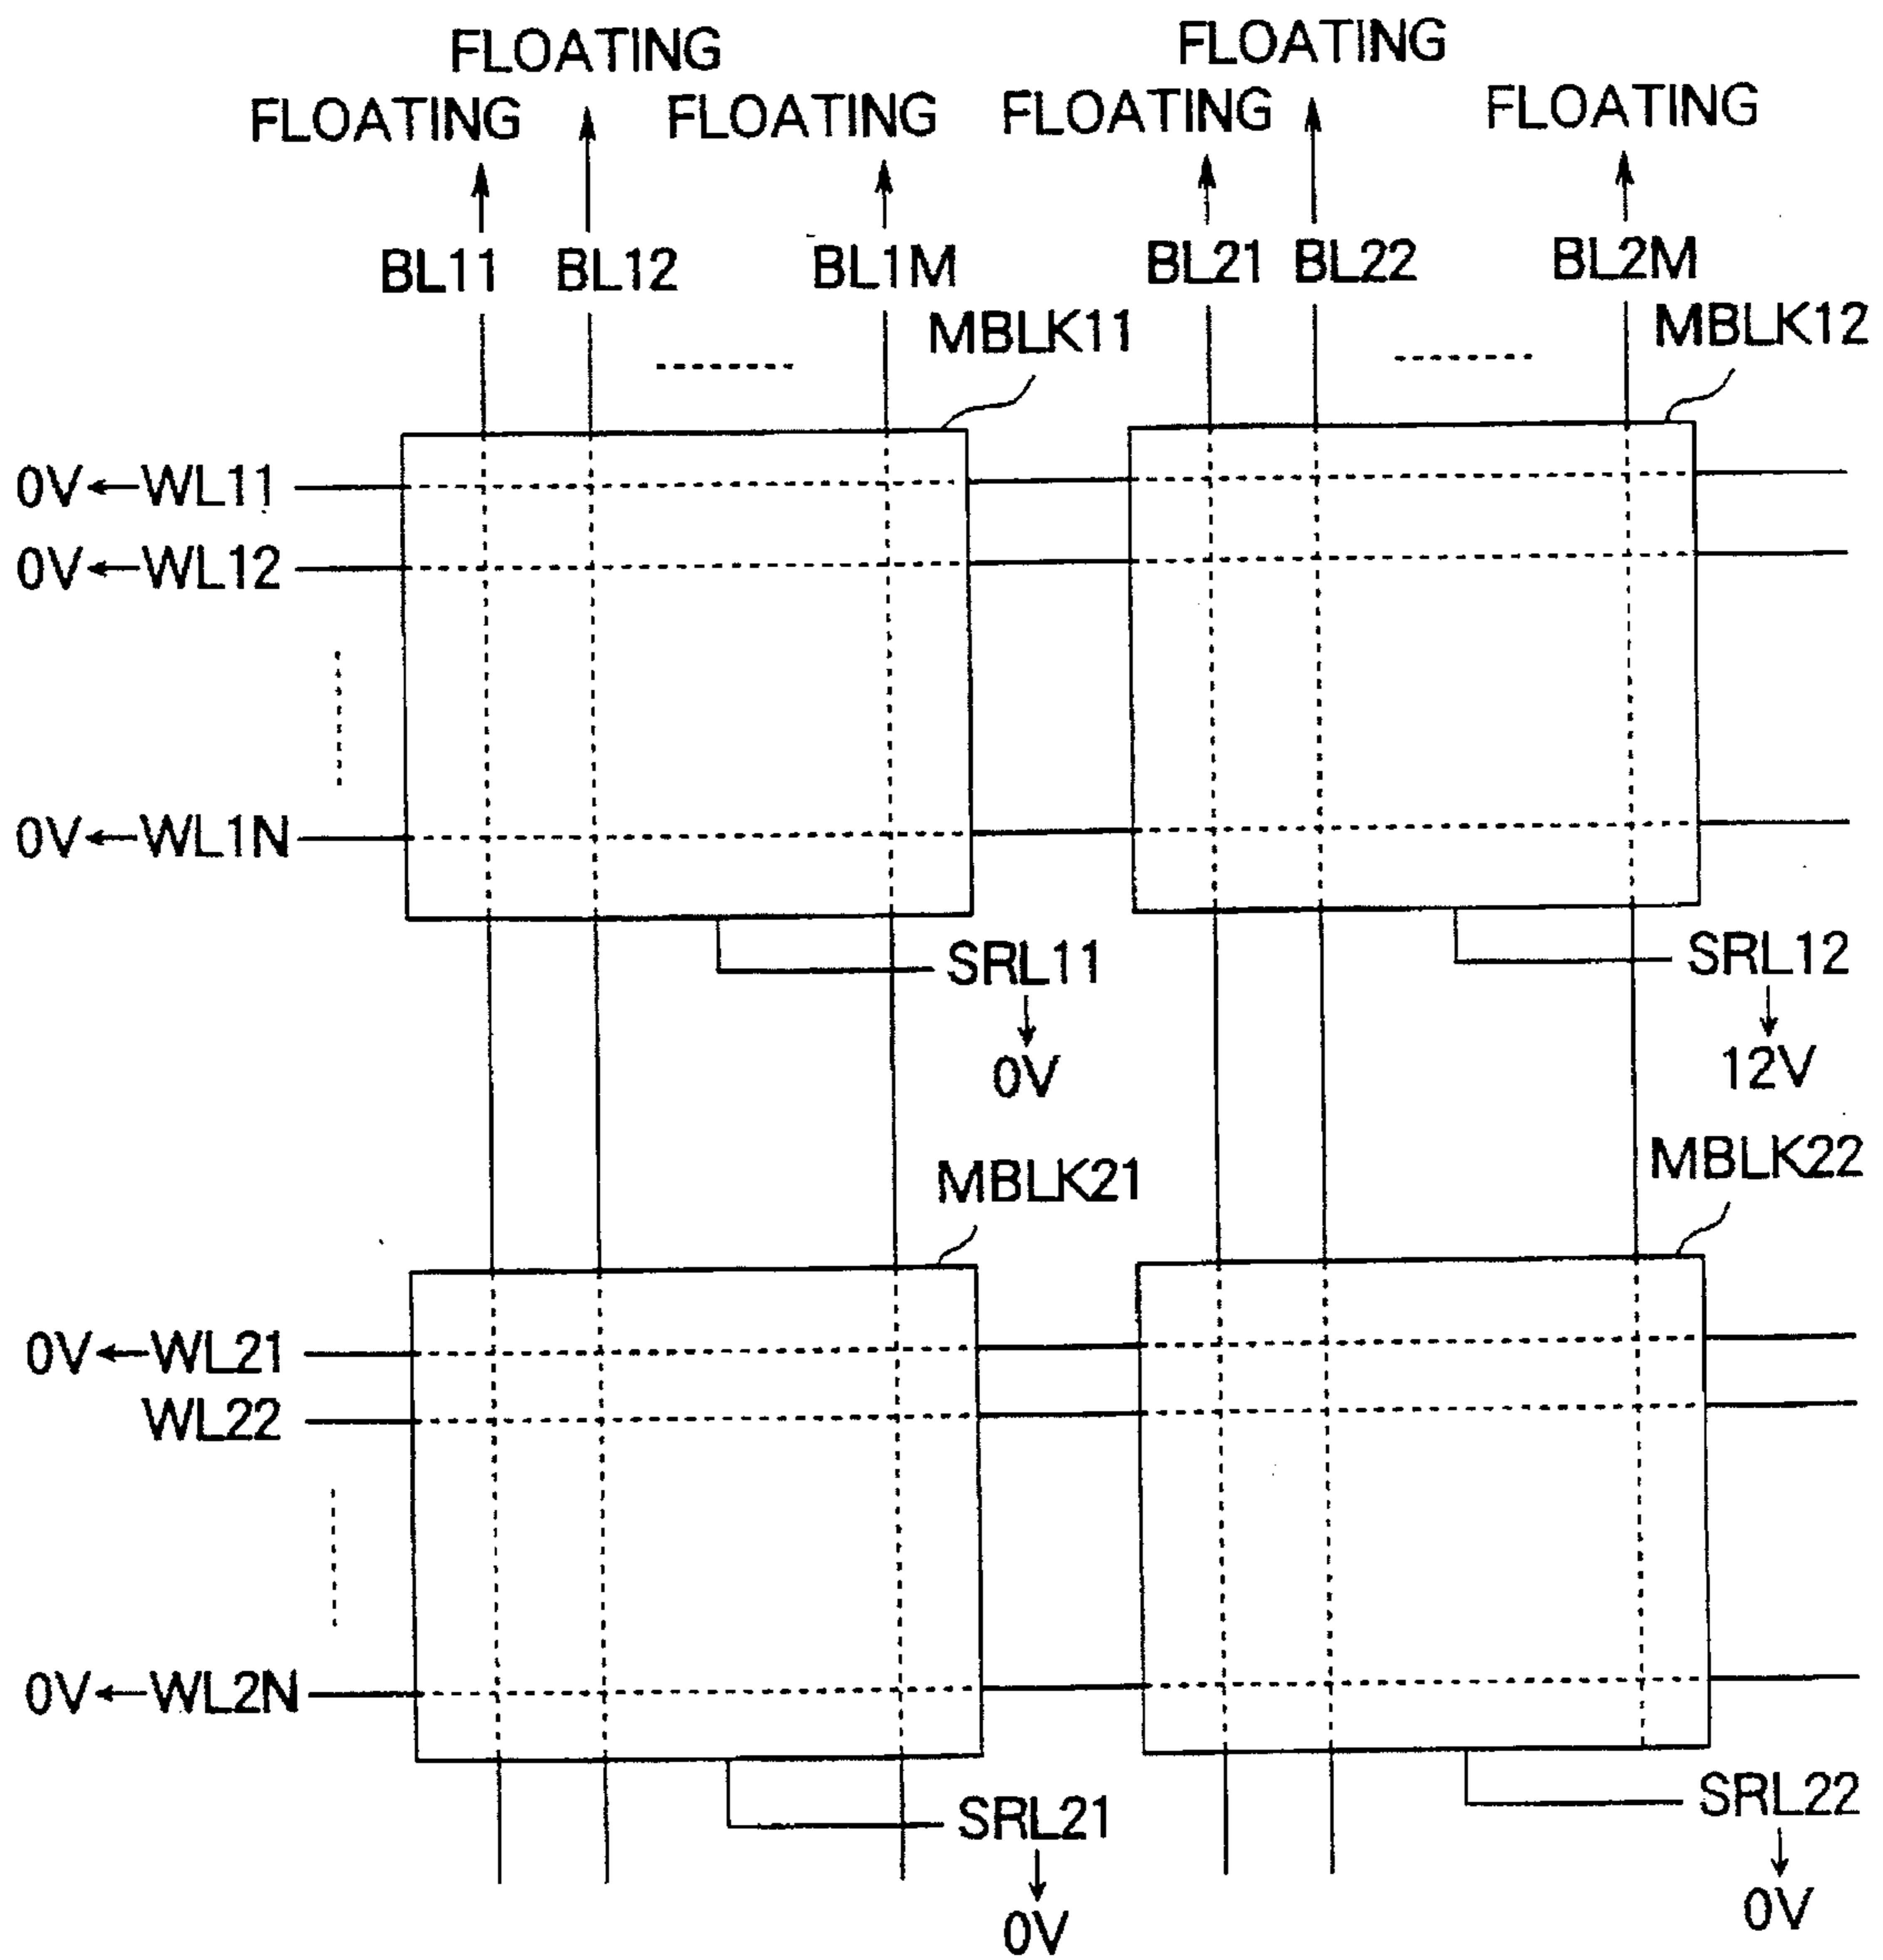 FLOATING
FLOATING
FLOATING
FLOATING
FLOATING
FLOATING
BL11
BL12
BL1M
BL21
BL22
BL2M
MBLK11
MBLK12
0V←WL11
0V←WL12
0V←WL1N
SRL11
0V
SRL12
12V
MBLK21
MBLK22
0V←WL21
WL22
0V←WL2N
SRL21
0V
SRL22
0V